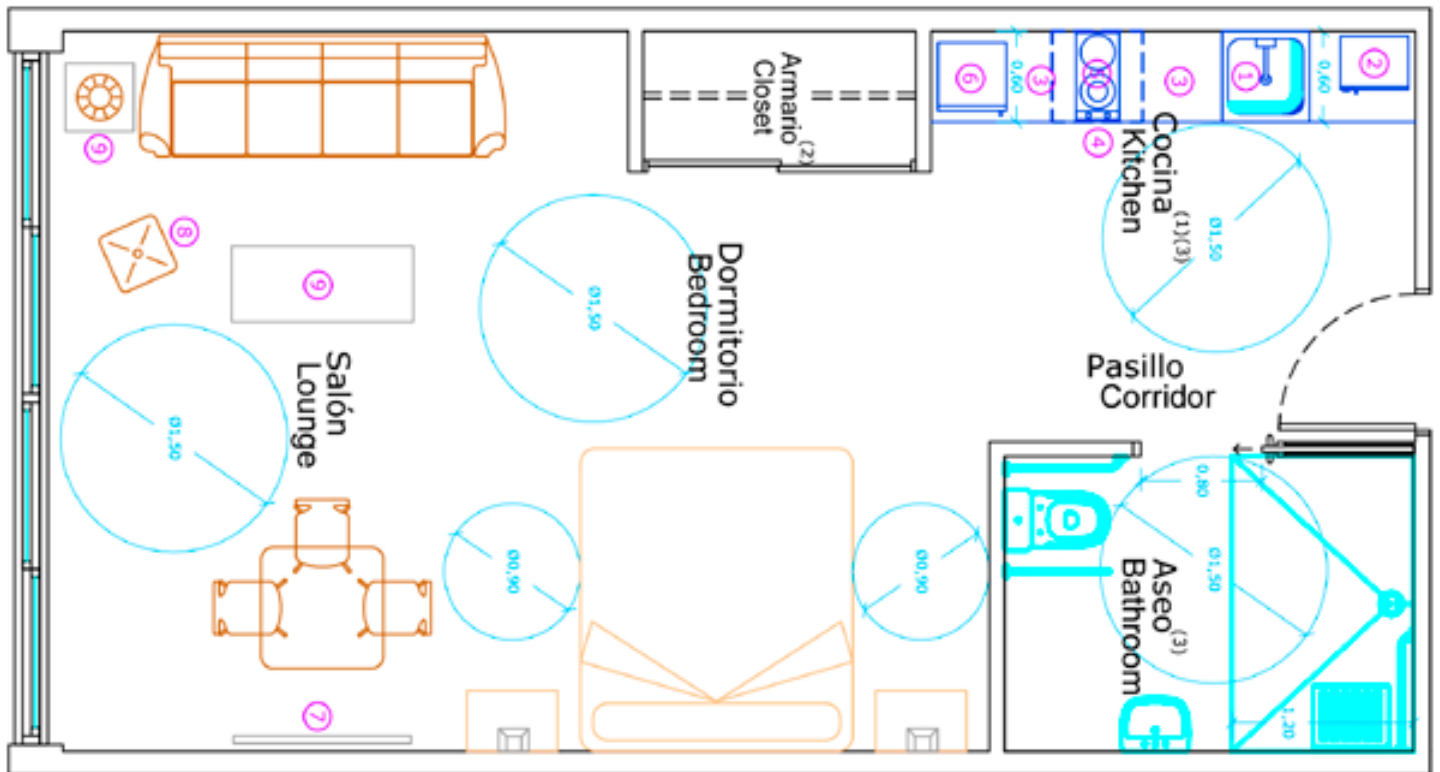 6
0,60
3
3
1
0,60
2
4
Armario (2)
Closet
Cocina (1)(3)
Kitchen
Ø1,50
9
8
9
Dormitorio
Bedroom
Ø1,50
Salón
Lounge
Ø1,50
Pasillo
Corridor
Ø0,90
Ø0,90
0,80
Aseo (3)
Bathroom
Ø1,50
1,20
7